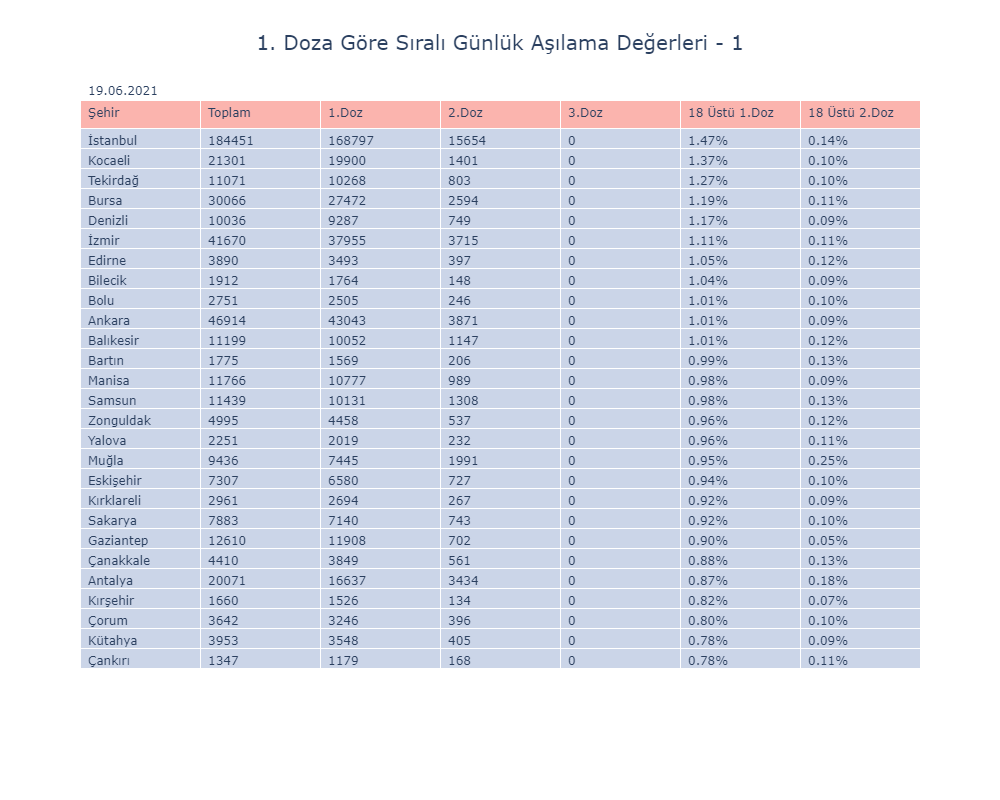 1. Doza Göre Sıralı Günlük Aşılama Değerleri - 1
19.06.2021
Şehir Toplam 1.Doz 2.Doz 3.Doz 18 Üstü 1.Doz 18 Üstü 2.Doz
İstanbul 184451 168797 15654 0 1.47% 0.14%
Kocaeli 21301 19900 1401 0 1.37% 0.10%
Tekirdağ 11071 10268 803 0 1.27% 0.10%
Bursa 30066 27472 2594 0 1.19% 0.11%
Denizli 10036 9287 749 0 1.17% 0.09%
İzmir 41670 37955 3715 0 1.11% 0.11%
Edirne 3890 3493 397 0 1.05% 0.12%
Bilecik 1912 1764 148 0 1.04% 0.09%
Bolu 2751 2505 246 0 1.01% 0.10%
Ankara 46914 43043 3871 0 1.01% 0.09%
Balıkesir 11199 10052 1147 0 1.01% 0.12%
Bartın 1775 1569 206 0 0.99% 0.13%
Manisa 11766 10777 989 0 0.98% 0.09%
Samsun 11439 10131 1308 0 0.98% 0.13%
Zonguldak 4995 4458 537 0 0.96% 0.12%
Yalova 2251 2019 232 0 0.96% 0.11%
Muğla 9436 7445 1991 0 0.95% 0.25%
Eskişehir 7307 6580 727 0 0.94% 0.10%
Kırklareli 2961 2694 267 0 0.92% 0.09%
Sakarya 7883 7140 743 0 0.92% 0.10%
Gaziantep 12610 11908 702 0 0.90% 0.05%
Çanakkale 4410 3849 561 0 0.88% 0.13%
Antalya 20071 16637 3434 0 0.87% 0.18%
Kırşehir 1660 1526 134 0 0.82% 0.07%
Çorum 3642 3246 396 0 0.80% 0.10%
Kütahya 3953 3548 405 0 0.78% 0.09%
Çankırı 1347 1179 168 0 0.78% 0.11%